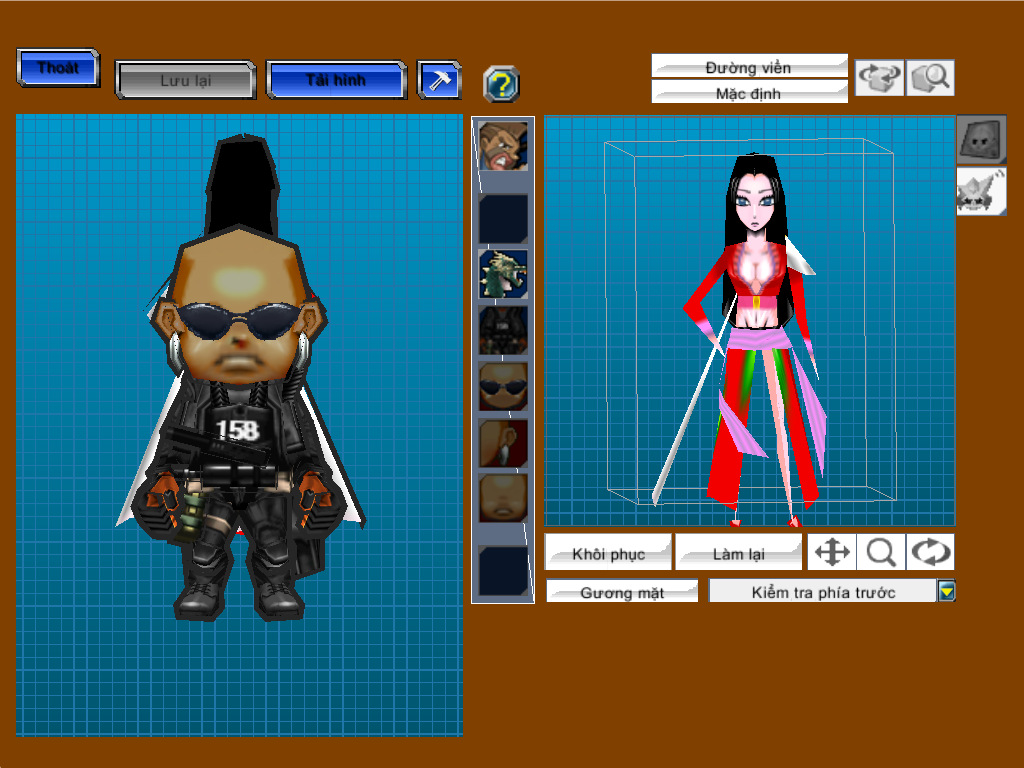 Thoát
Lưu lại
Tải hình
?
Đường viền
Mặc định
158
Khôi phục
Làm lại
Gương mặt
Kiểm tra phía trước